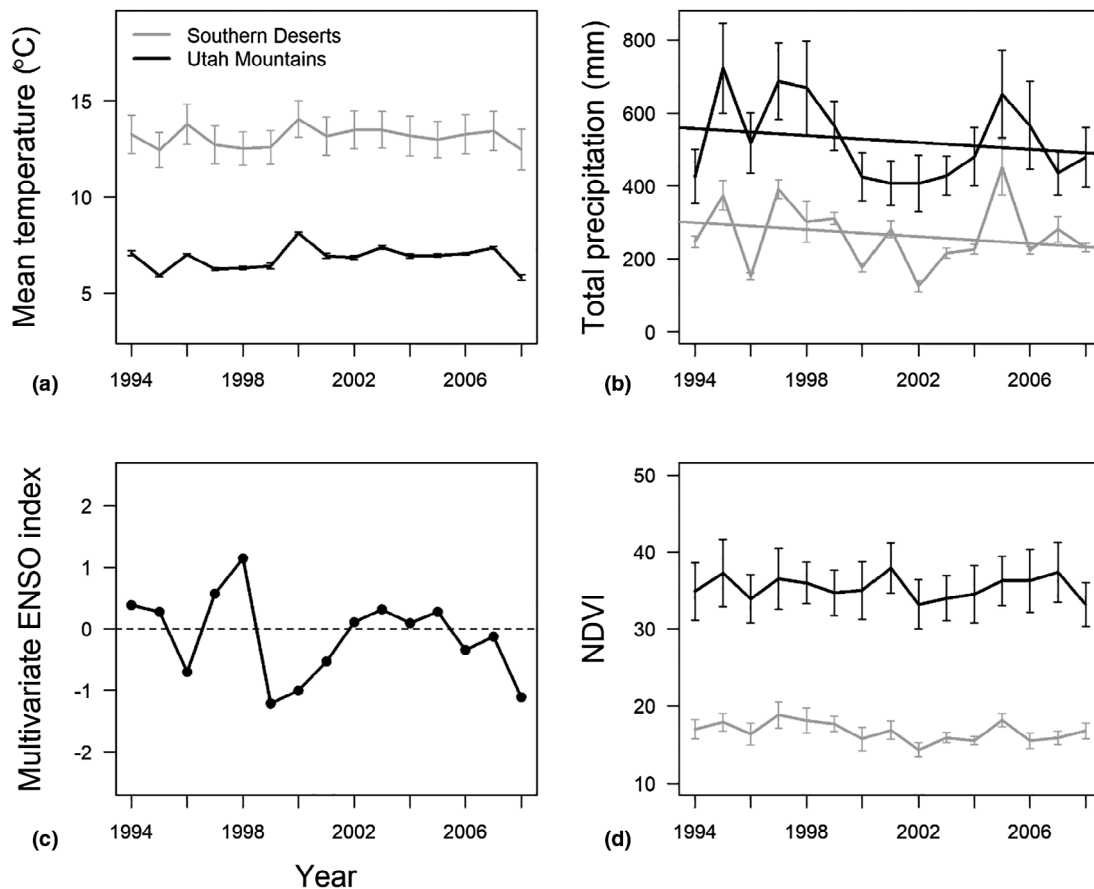 Southern Deserts
Utah Mountains
Mean temperature (°C)
15
10
5
1994 1998 2002 2006
(a)
Total precipitation (mm)
800
600
400
200
0
1994 1998 2002 2006
(b)
Multivariate ENSO index
2
1
0
-1
-2
1994 1998 2002 2006
(c)
Year
NDVI
50
40
30
20
10
1994 1998 2002 2006
(d)